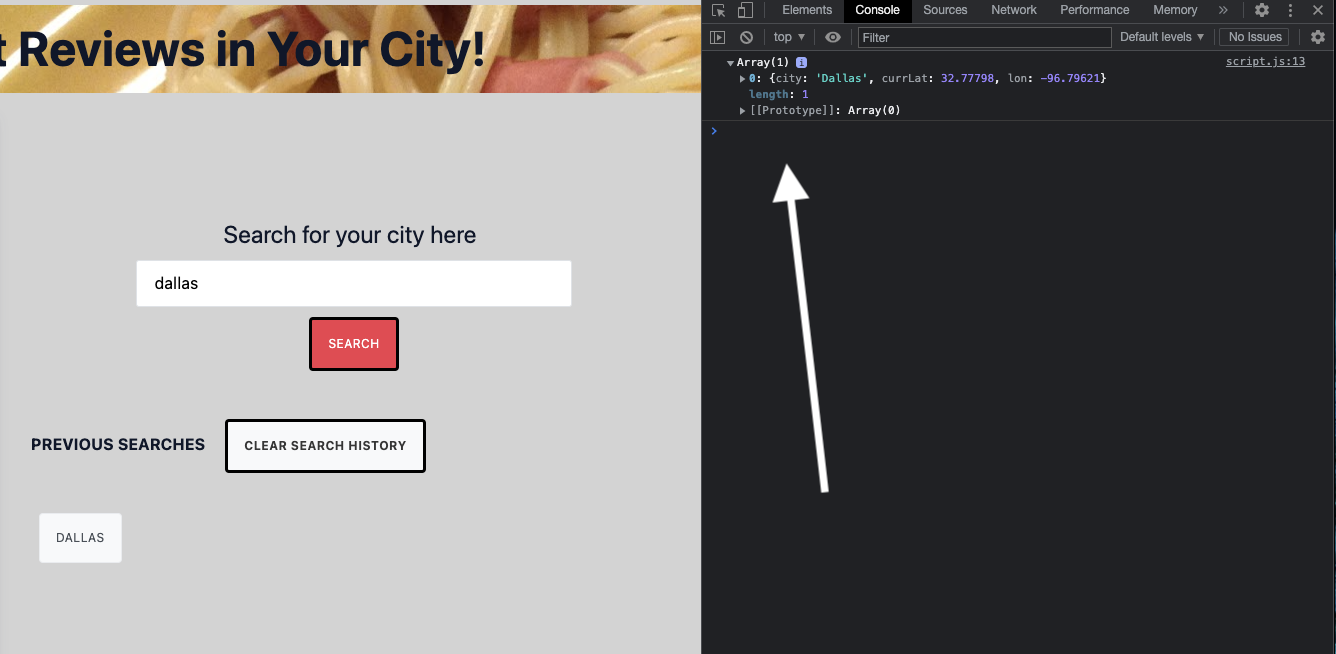 t Reviews in Your City!
Search for your city here
dallas
SEARCH
PREVIOUS SEARCHES
CLEAR SEARCH HISTORY
DALLAS
Elements Console Sources Network Performance Memory »
top ▼ Filter Default levels ▼ No Issues
▼Array(1) i script.js:13
▶0: {city: 'Dallas', currLat: 32.77798, lon: -96.79621}
length: 1
▶[[Prototype]]: Array(0)
>